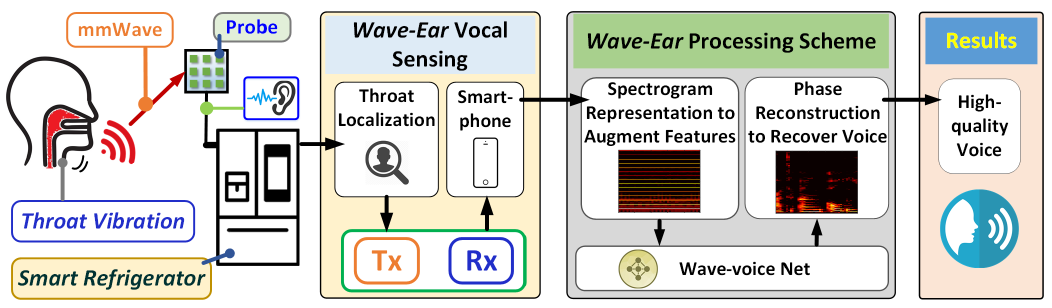 mmWave
Probe
Throat Vibration
Smart Refrigerator
Wave-Ear Vocal
Sensing
Throat
Localization
Smart-
phone
Tx
Rx
Wave-Ear Processing Scheme
Spectrogram
Representation to
Augment Features
Phase
Reconstruction
to Recover Voice
Wave-voice Net
Results
High-
quality
Voice